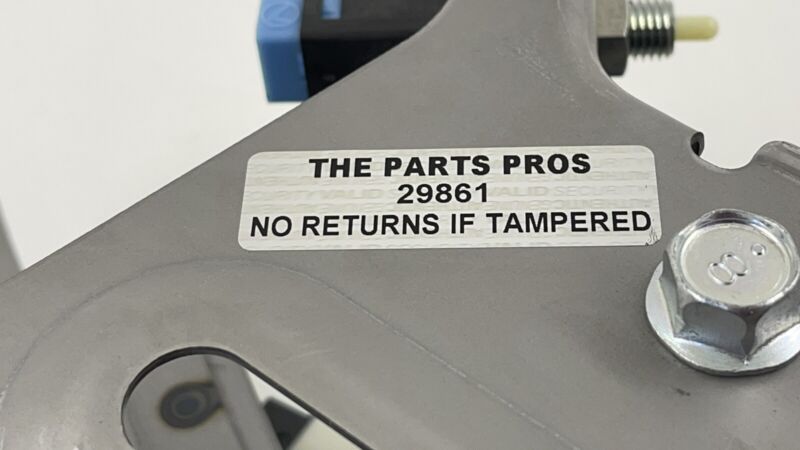 THE PARTS PROS
29861
NO RETURNS IF TAMPERED
8